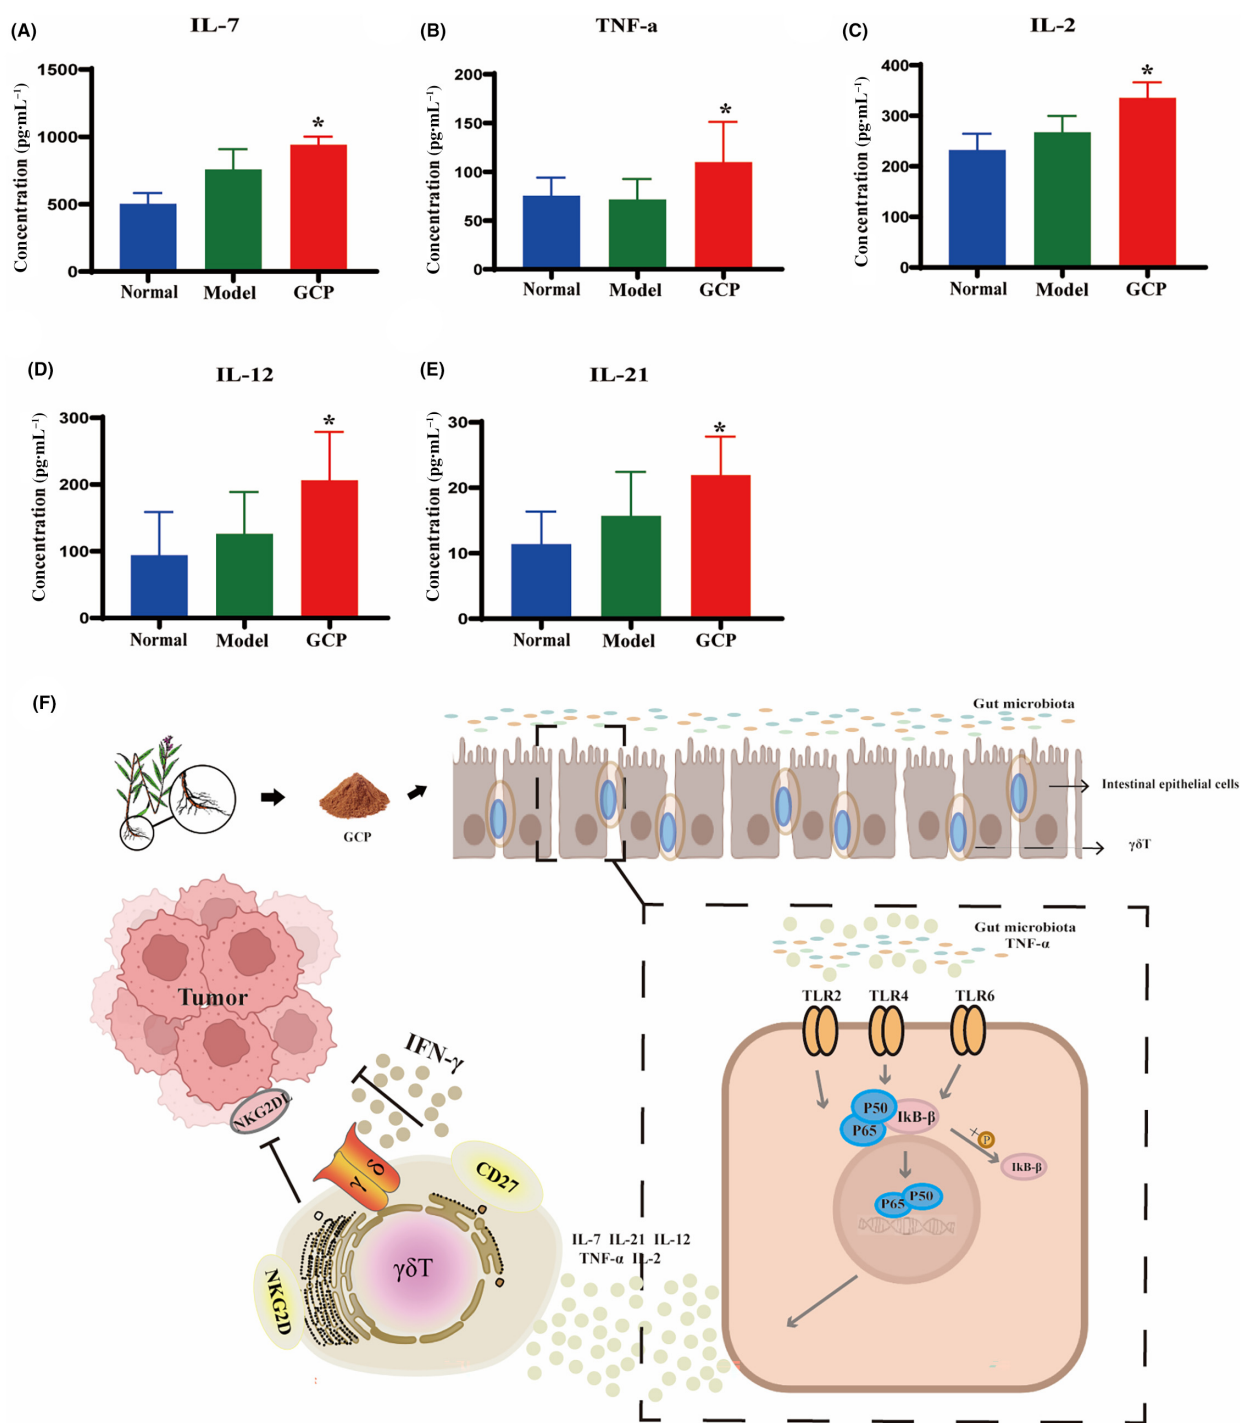 (A)
IL-7
Concentration (pg·mL⁻¹)
1500
1000
500
0
*
Normal Model GCP
(B)
TNF-a
Concentration (pg·mL⁻¹)
200
150
100
50
0
*
Normal Model GCP
(C)
IL-2
Concentration (pg·mL⁻¹)
400
300
200
100
0
*
Normal Model GCP
(D)
IL-12
Concentration (pg·mL⁻¹)
300
200
100
0
*
Normal Model GCP
(E)
IL-21
Concentration (pg·mL⁻¹)
30
20
10
0
*
Normal Model GCP
(F)
GCP
Gut microbiota
Intestinal epithelial cells
γδT
Tumor
NKG2DL
IFN-γ
γ δ
CD27
γδT
NKG2D
IL-7 IL-21 IL-12
TNF-α IL-2
Gut microbiota
TNF-α
TLR2 TLR4 TLR6
P50
P65
IkB-β
+
P
IkB-β
P65
P50